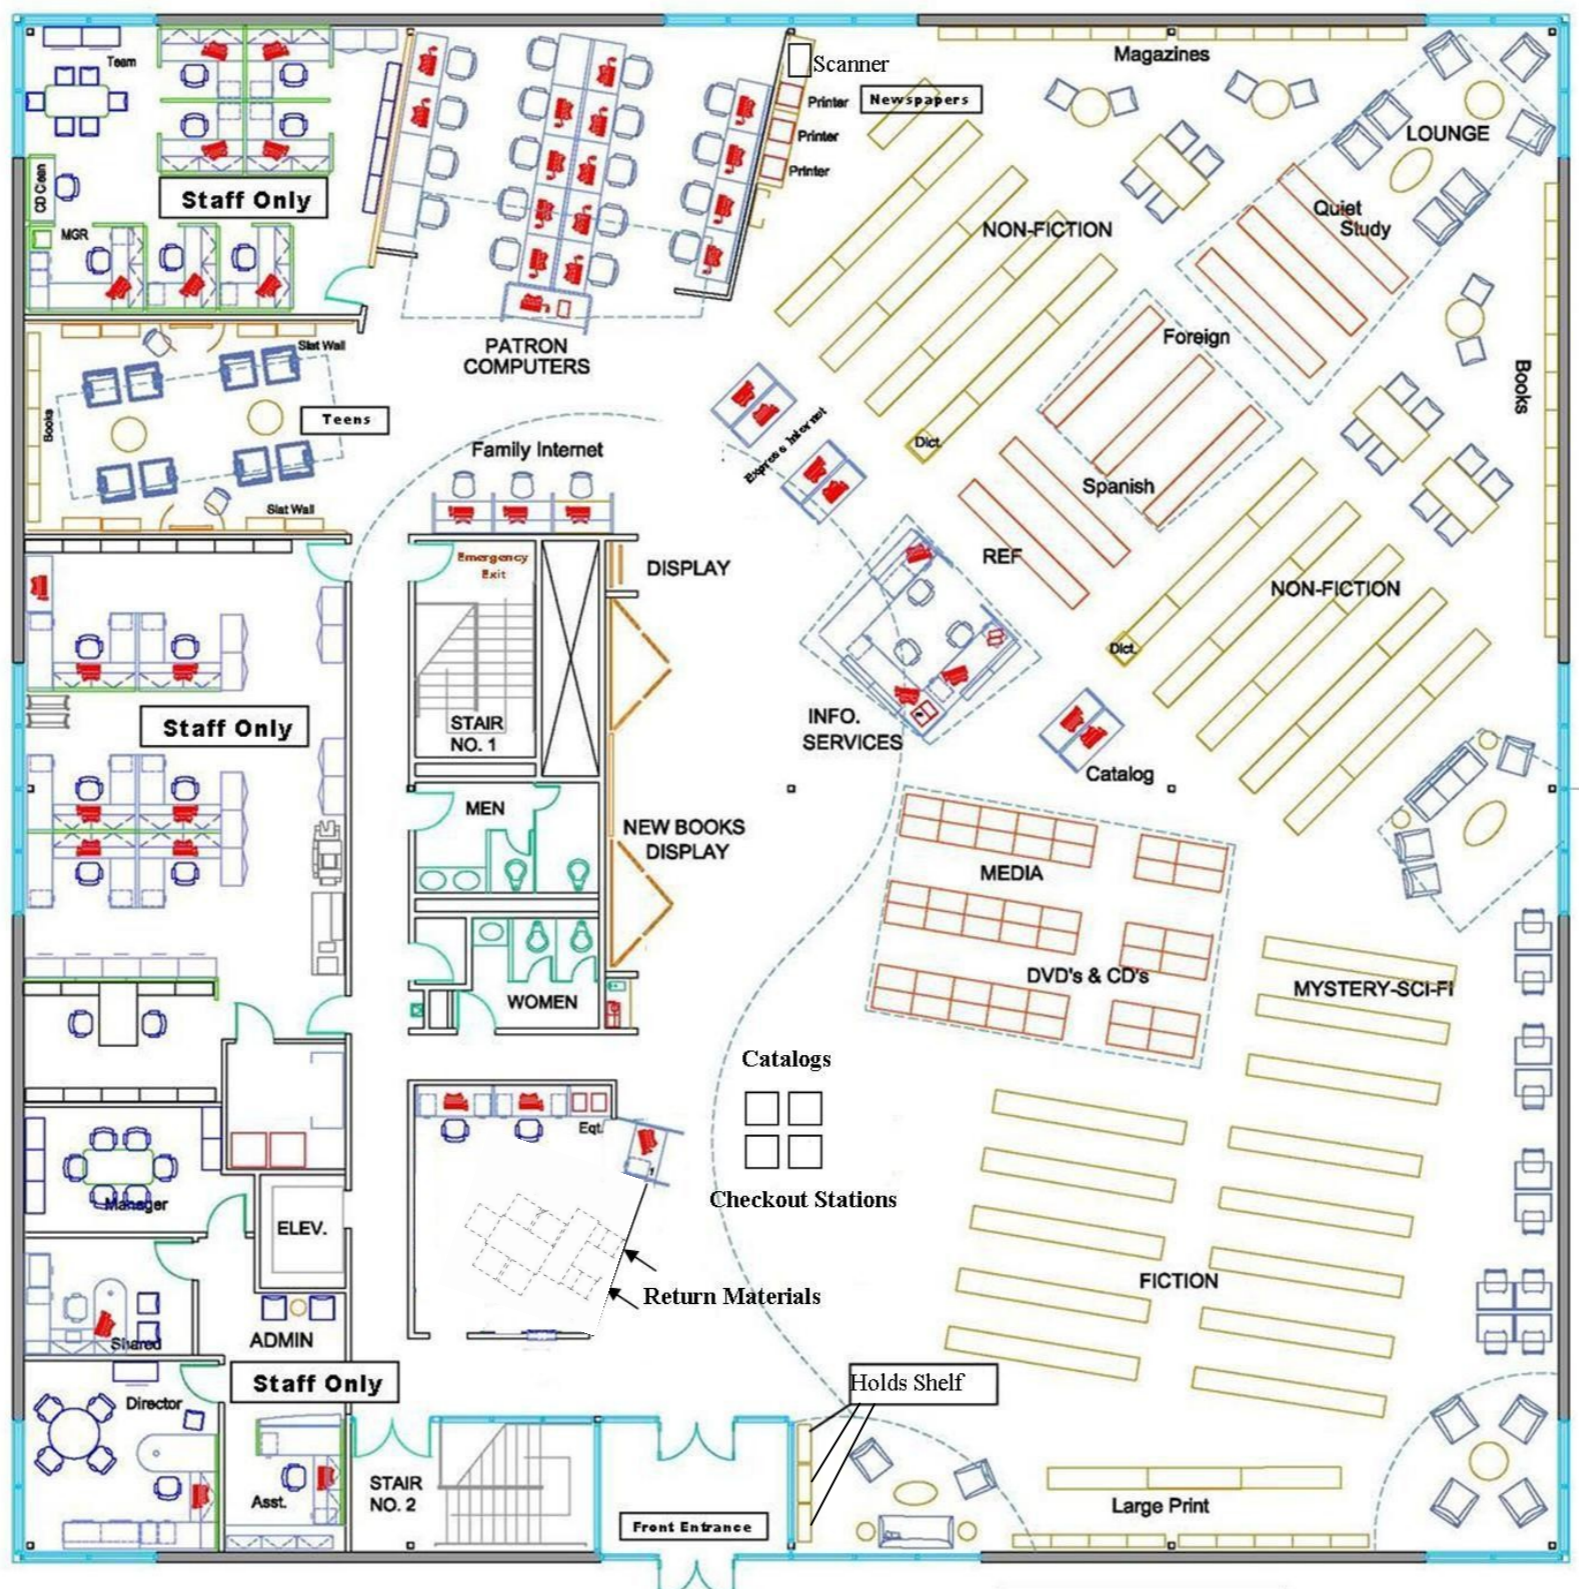 Team
Scanner
Magazines
Printer
Newspapers
Printer
LOUNGE
Printer
CD Clean
Staff Only
Quiet
Study
NON-FICTION
MGR
PATRON
COMPUTERS
Foreign
Slat Wall
Books
Teens
Books
Express Internet
Dict.
Family Internet
Spanish
Slat Wall
Emergency
Exit
DISPLAY
REF
NON-FICTION
Dict.
STAIR
NO. 1
Staff Only
INFO.
SERVICES
Catalog
MEN
NEW BOOKS
DISPLAY
MEDIA
DVD's & CD's
MYSTERY-SCI-FI
WOMEN
Catalogs
Eqt.
1
Checkout Stations
Manager
ELEV.
Return Materials
FICTION
Shared
ADMIN
Staff Only
Holds Shelf
Director
STAIR
NO. 2
Asst.
Large Print
Front Entrance